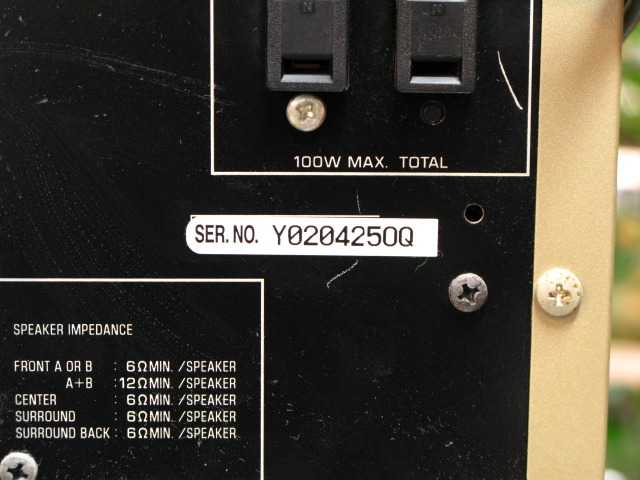 N N
100W MAX. TOTAL
SER. NO. Y0204250Q
SPEAKER IMPEDANCE
FRONT A OR B : 6ΩMIN. /SPEAKER
A+B : 12ΩMIN. /SPEAKER
CENTER : 6ΩMIN. /SPEAKER
SURROUND : 6ΩMIN. /SPEAKER
SURROUND BACK : 6ΩMIN. /SPEAKER